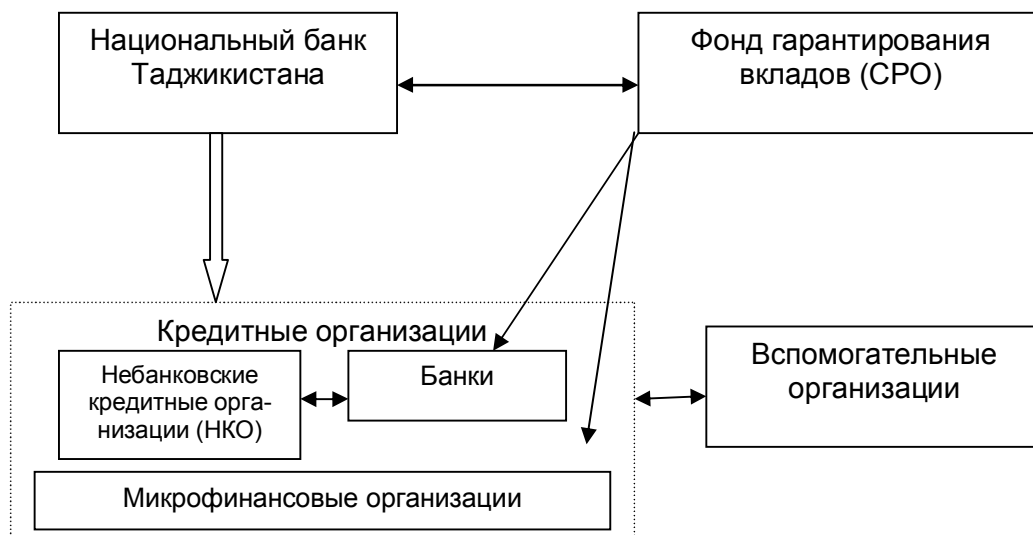 Национальный банк
Таджикистана
Фонд гарантирования
вкладов (СРО)
Кредитные организации
Небанковские
кредитные орга-
низации (НКО)
Банки
Вспомогательные
организации
Микрофинансовые организации